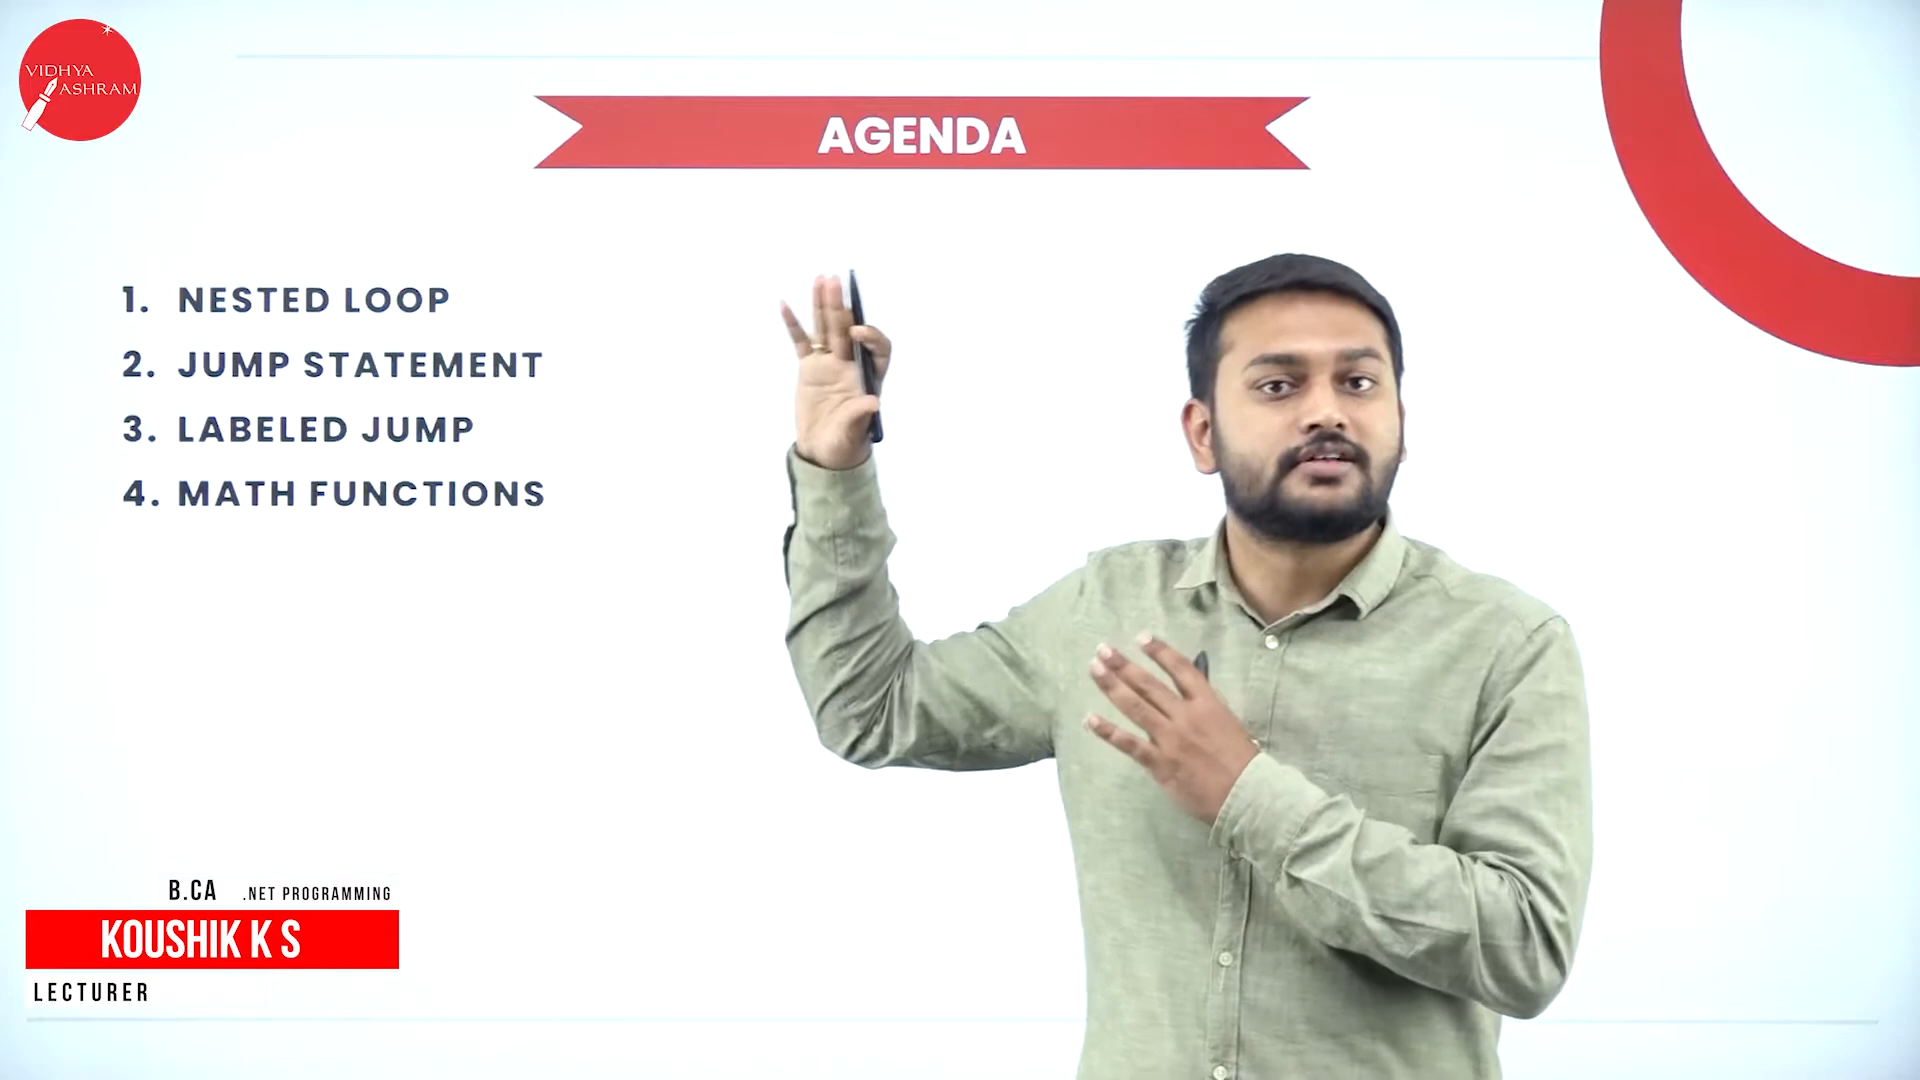 VIDHYA
ASHRAM
AGENDA
1. NESTED LOOP
2. JUMP STATEMENT
3. LABELED JUMP
4. MATH FUNCTIONS
B.CA .NET PROGRAMMING
KOUSHIK K S
LECTURER